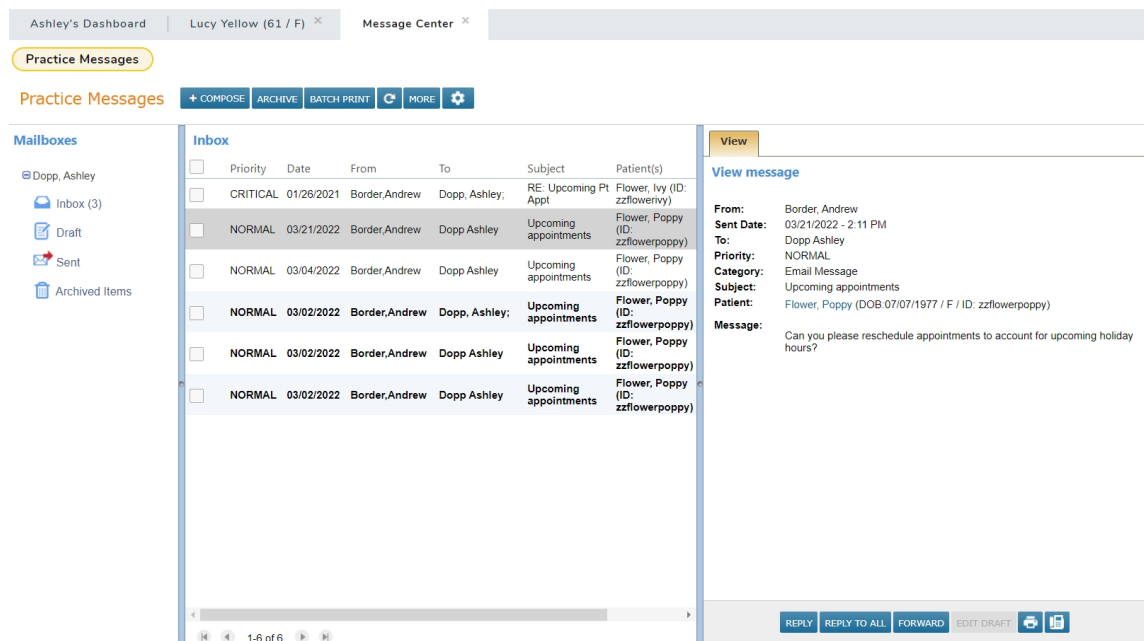 Ashley's Dashboard
Lucy Yellow (61 / F) ×
Message Center ×
Practice Messages
Practice Messages
+ COMPOSE
ARCHIVE
BATCH PRINT
MORE
Mailboxes
Dopp, Ashley
Inbox (3)
Draft
Sent
Archived Items
Inbox
Priority Date From To Subject Patient(s)
CRITICAL 01/26/2021 Border,Andrew Dopp, Ashley; RE: Upcoming Pt Flower, Ivy (ID:
Appt zzflowerivy)
Flower, Poppy
NORMAL 03/21/2022 Border,Andrew Dopp Ashley Upcoming (ID:
appointments zzflowerpoppy)
Flower, Poppy
NORMAL 03/04/2022 Border,Andrew Dopp Ashley Upcoming (ID:
appointments zzflowerpoppy)
Flower, Poppy
NORMAL 03/02/2022 Border,Andrew Dopp, Ashley; Upcoming (ID:
appointments zzflowerpoppy)
Flower, Poppy
NORMAL 03/02/2022 Border,Andrew Dopp Ashley Upcoming (ID:
appointments zzflowerpoppy)
Flower, Poppy
NORMAL 03/02/2022 Border,Andrew Dopp Ashley Upcoming (ID:
appointments zzflowerpoppy)
1-6 of 6
View
View message
From: Border, Andrew
Sent Date: 03/21/2022 - 2:11 PM
To: Dopp Ashley
Priority: NORMAL
Category: Email Message
Subject: Upcoming appointments
Patient: Flower, Poppy (DOB:07/07/1977 / F / ID: zzflowerpoppy)
Message:
Can you please reschedule appointments to account for upcoming holiday
hours?
REPLY
REPLY TO ALL
FORWARD
EDIT DRAFT